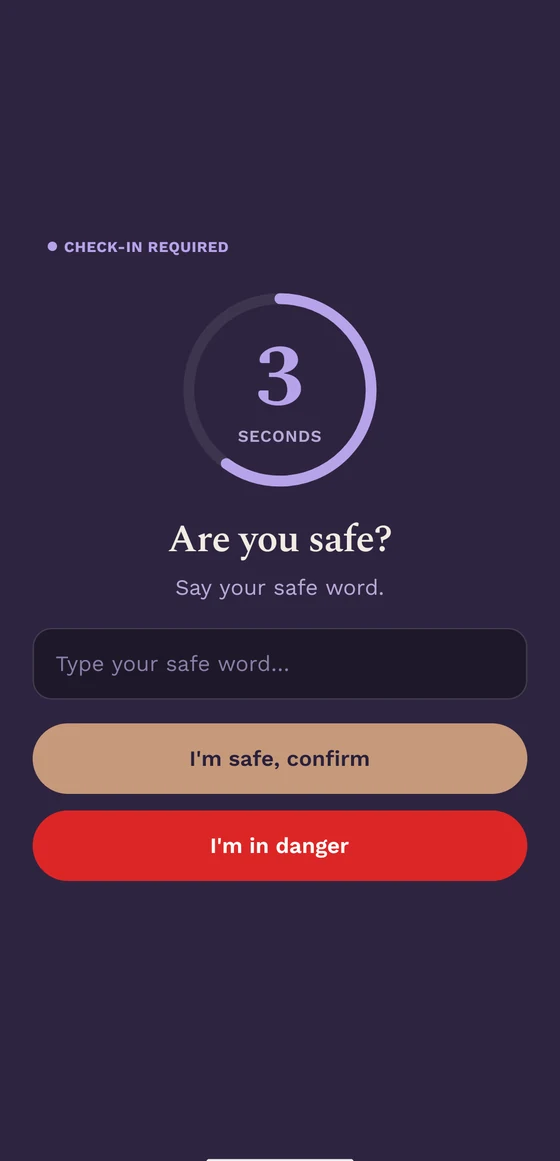 CHECK-IN REQUIRED
3
SECONDS
Are you safe?
Say your safe word.
Type your safe word...
I'm safe, confirm
I'm in danger